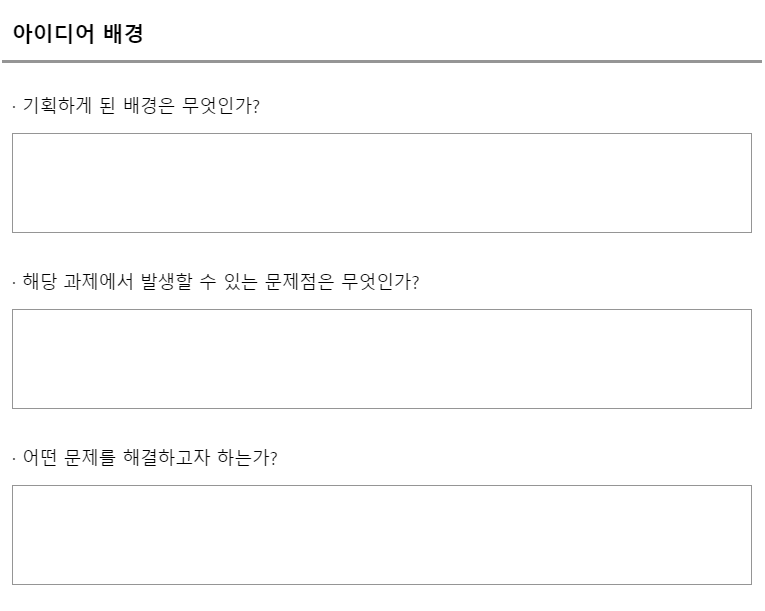 아이디어 배경
· 기획하게 된 배경은 무엇인가?
· 해당 과제에서 발생할 수 있는 문제점은 무엇인가?
· 어떤 문제를 해결하고자 하는가?